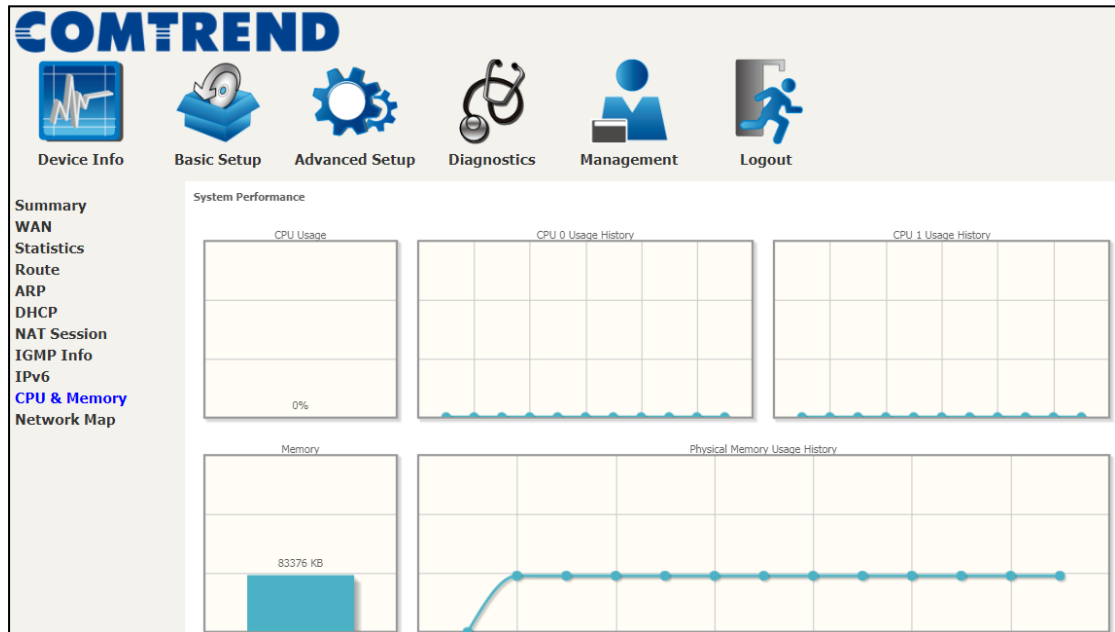 COMTREND
Device Info
Basic Setup
Advanced Setup
Diagnostics
Management
Logout
Summary
WAN
Statistics
Route
ARP
DHCP
NAT Session
IGMP Info
IPv6
CPU & Memory
Network Map
System Performance
CPU Usage
CPU 0 Usage History
CPU 1 Usage History
0%
Memory
Physical Memory Usage History
83376 KB